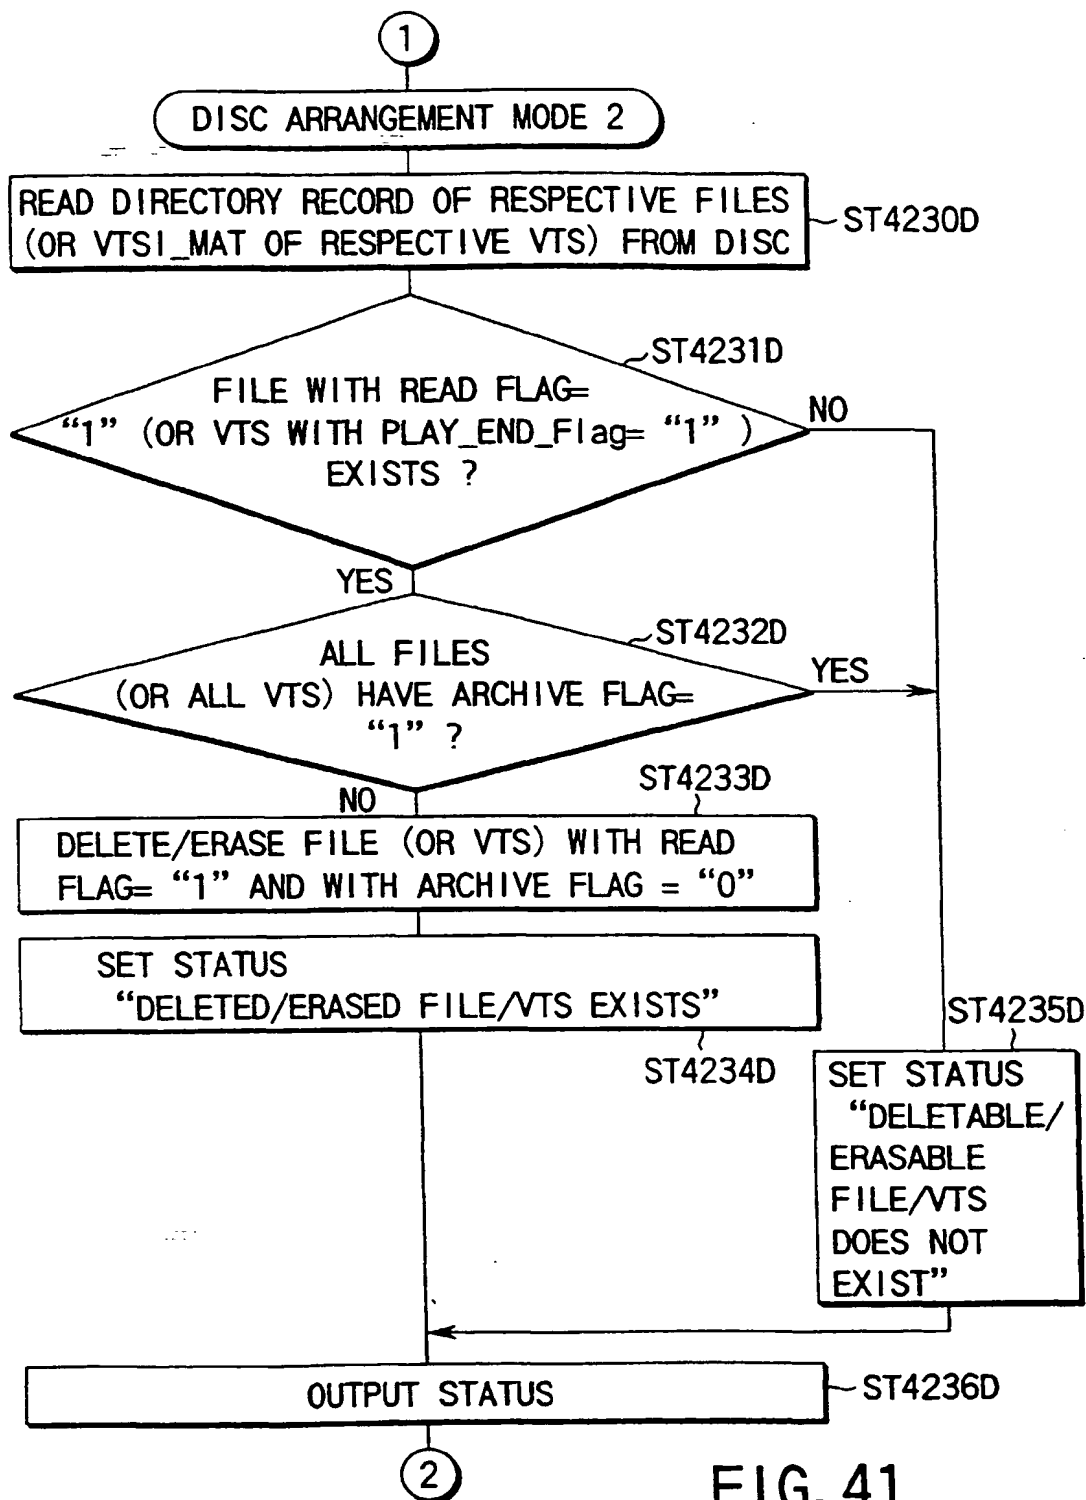 1
DISC ARRANGEMENT MODE 2
READ DIRECTORY RECORD OF RESPECTIVE FILES
(OR VTSI_MAT OF RESPECTIVE VTS) FROM DISC
ST4230D
ST4231D
FILE WITH READ FLAG=
“1” (OR VTS WITH PLAY_END_Flag= “1” )
EXISTS ?
NO
YES
ST4232D
ALL FILES
(OR ALL VTS) HAVE ARCHIVE FLAG=
“1” ?
YES
NO
ST4233D
DELETE/ERASE FILE (OR VTS) WITH READ
FLAG= “1” AND WITH ARCHIVE FLAG = “0”
SET STATUS
“DELETED/ERASED FILE/VTS EXISTS”
ST4234D
ST4235D
SET STATUS
“DELETABLE/
ERASABLE
FILE/VTS
DOES NOT
EXIST”
OUTPUT STATUS
ST4236D
2
FIG. 41